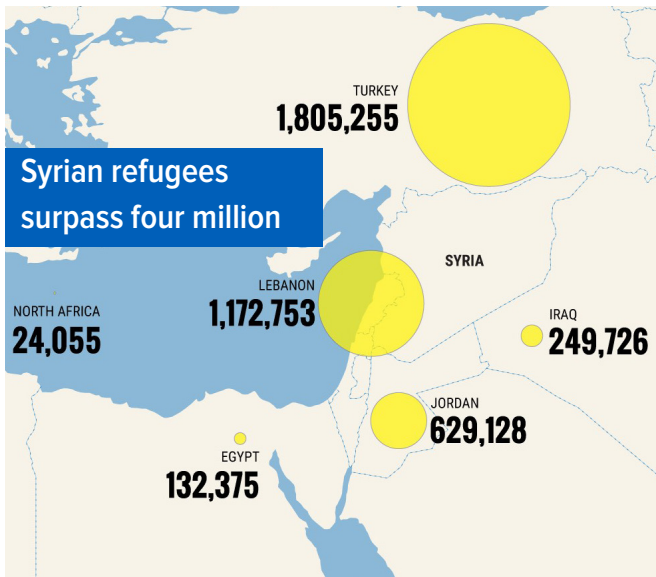 TURKEY
1,805,255
Syrian refugees
surpass four million
SYRIA
LEBANON
1,172,753
NORTH AFRICA
24,055
IRAQ
249,726
JORDAN
629,128
EGYPT
132,375